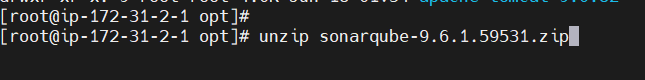 [root@ip-172-31-2-1 opt]#
[root@ip-172-31-2-1 opt]# unzip sonarqube-9.6.1.59531.zip